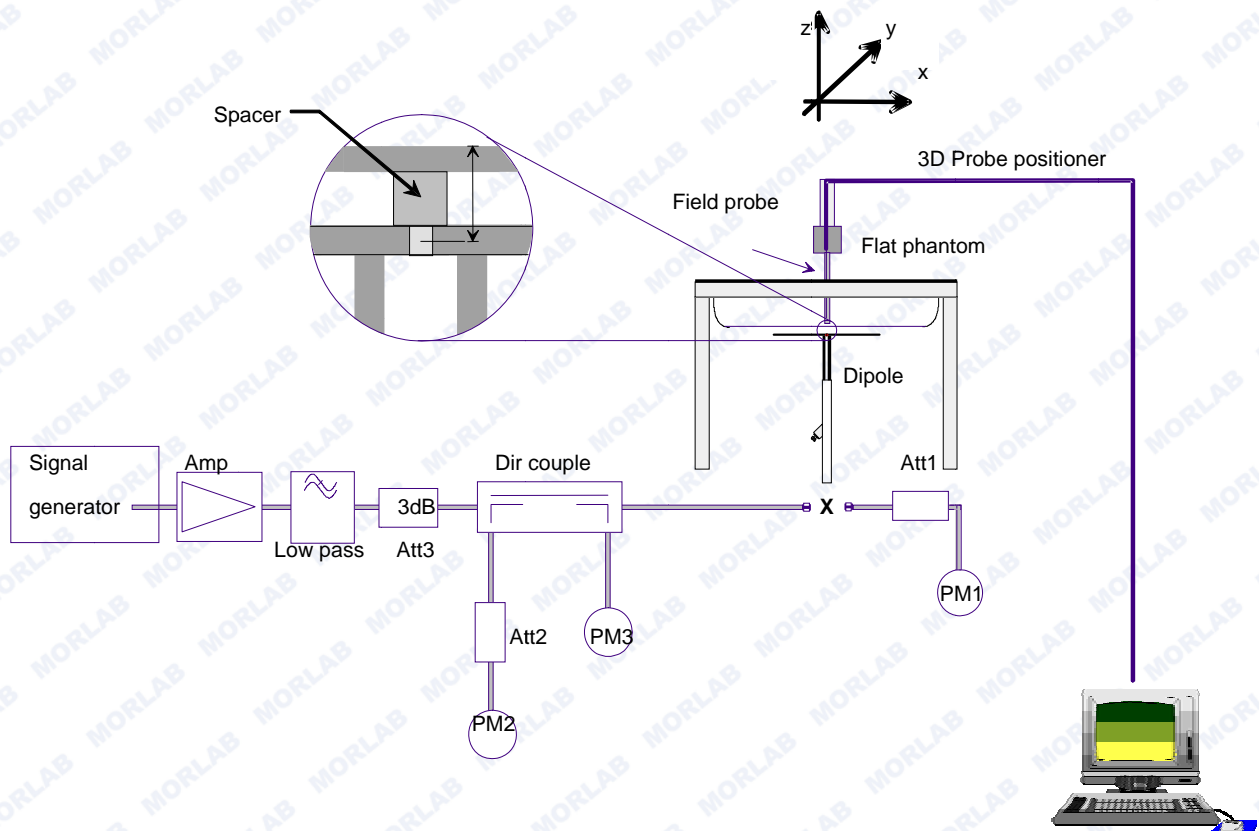 z
y
x
Spacer
3D Probe positioner
Field probe
Flat phantom
Dipole
Signal
generator
Amp
Low pass
3dB
Att3
Dir couple
X
Att1
PM1
Att2
PM3
PM2
MORLAB